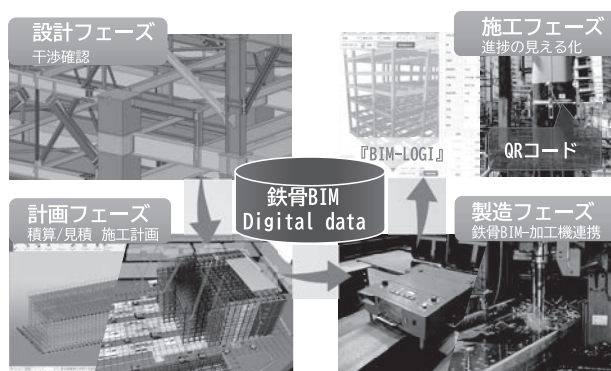 設計フェーズ
干渉確認
施工フェーズ
進捗の見える化
『BIM-LOGI』
QRコード
鉄骨BIM
Digital data
計画フェーズ
積算/見積 施工計画
製造フェーズ
鉄骨BIM-加工機連携